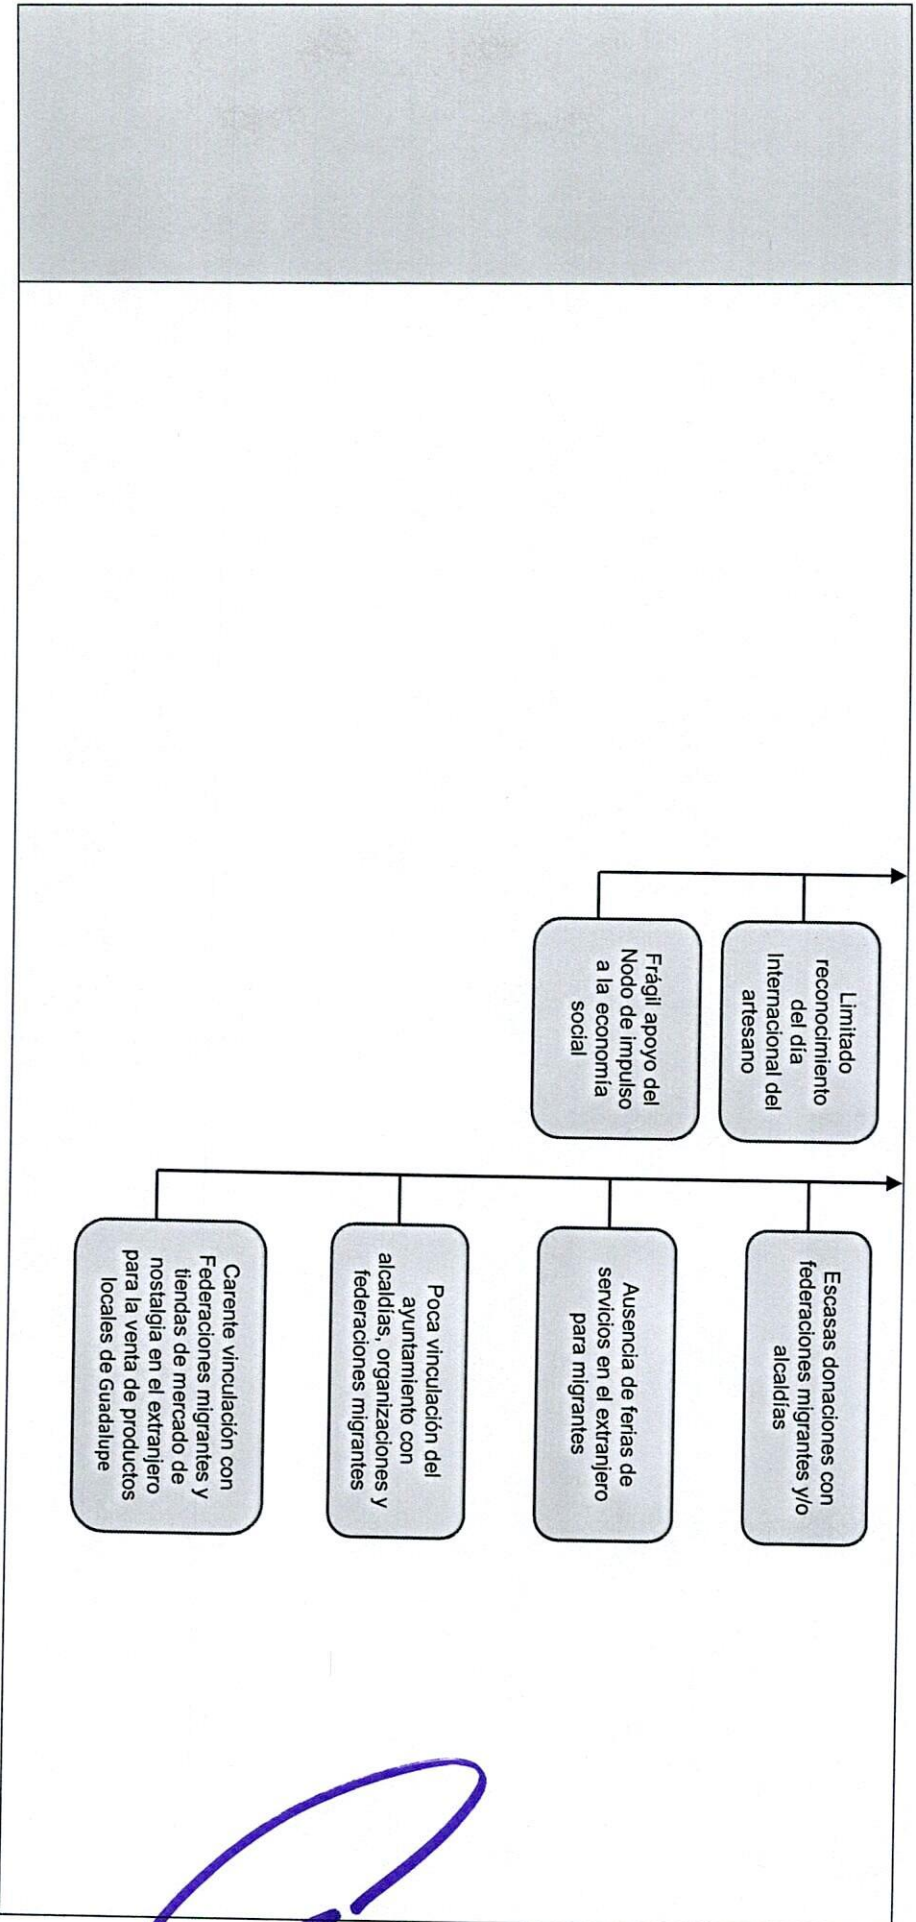 Limitado
reconocimiento
del día
Internacional del
artesano
Frágil apoyo del
Nodo de impulso
a la economía
social
Escasas donaciones con
federaciones migrantes y/o
alcaldías
Ausencia de ferias de
servicios en el extranjero
para migrantes
Poca vinculación del
ayuntamiento con
alcaldías, organizaciones y
federaciones migrantes
Carente vinculación con
Federaciones migrantes y
tiendas de mercado de
nostalgia en el extranjero
para la venta de productos
locales de Guadalupe